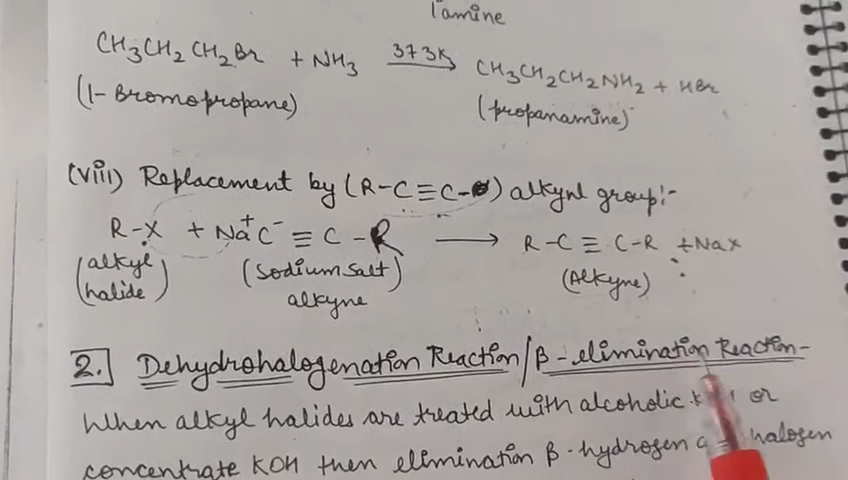 1amine
CH3CH2CH2Br + NH3 373K→ CH3CH2CH2NH2 + HBr
(1-Bromopropane) (propanamine)
(viii) Replacement by (R-C≡C-) alkynl group:-
R-X + Na+C- ≡ C-R → R-C≡C-R + NaX
(alkyl halide) (Sodium salt) alkyne (Alkyne)
2. Dehydrohalogenation Reaction/β-elimination Reaction-
When alkyl halides are treated with alcoholic or
concentrate KOH then elimination β-hydrogen halogen